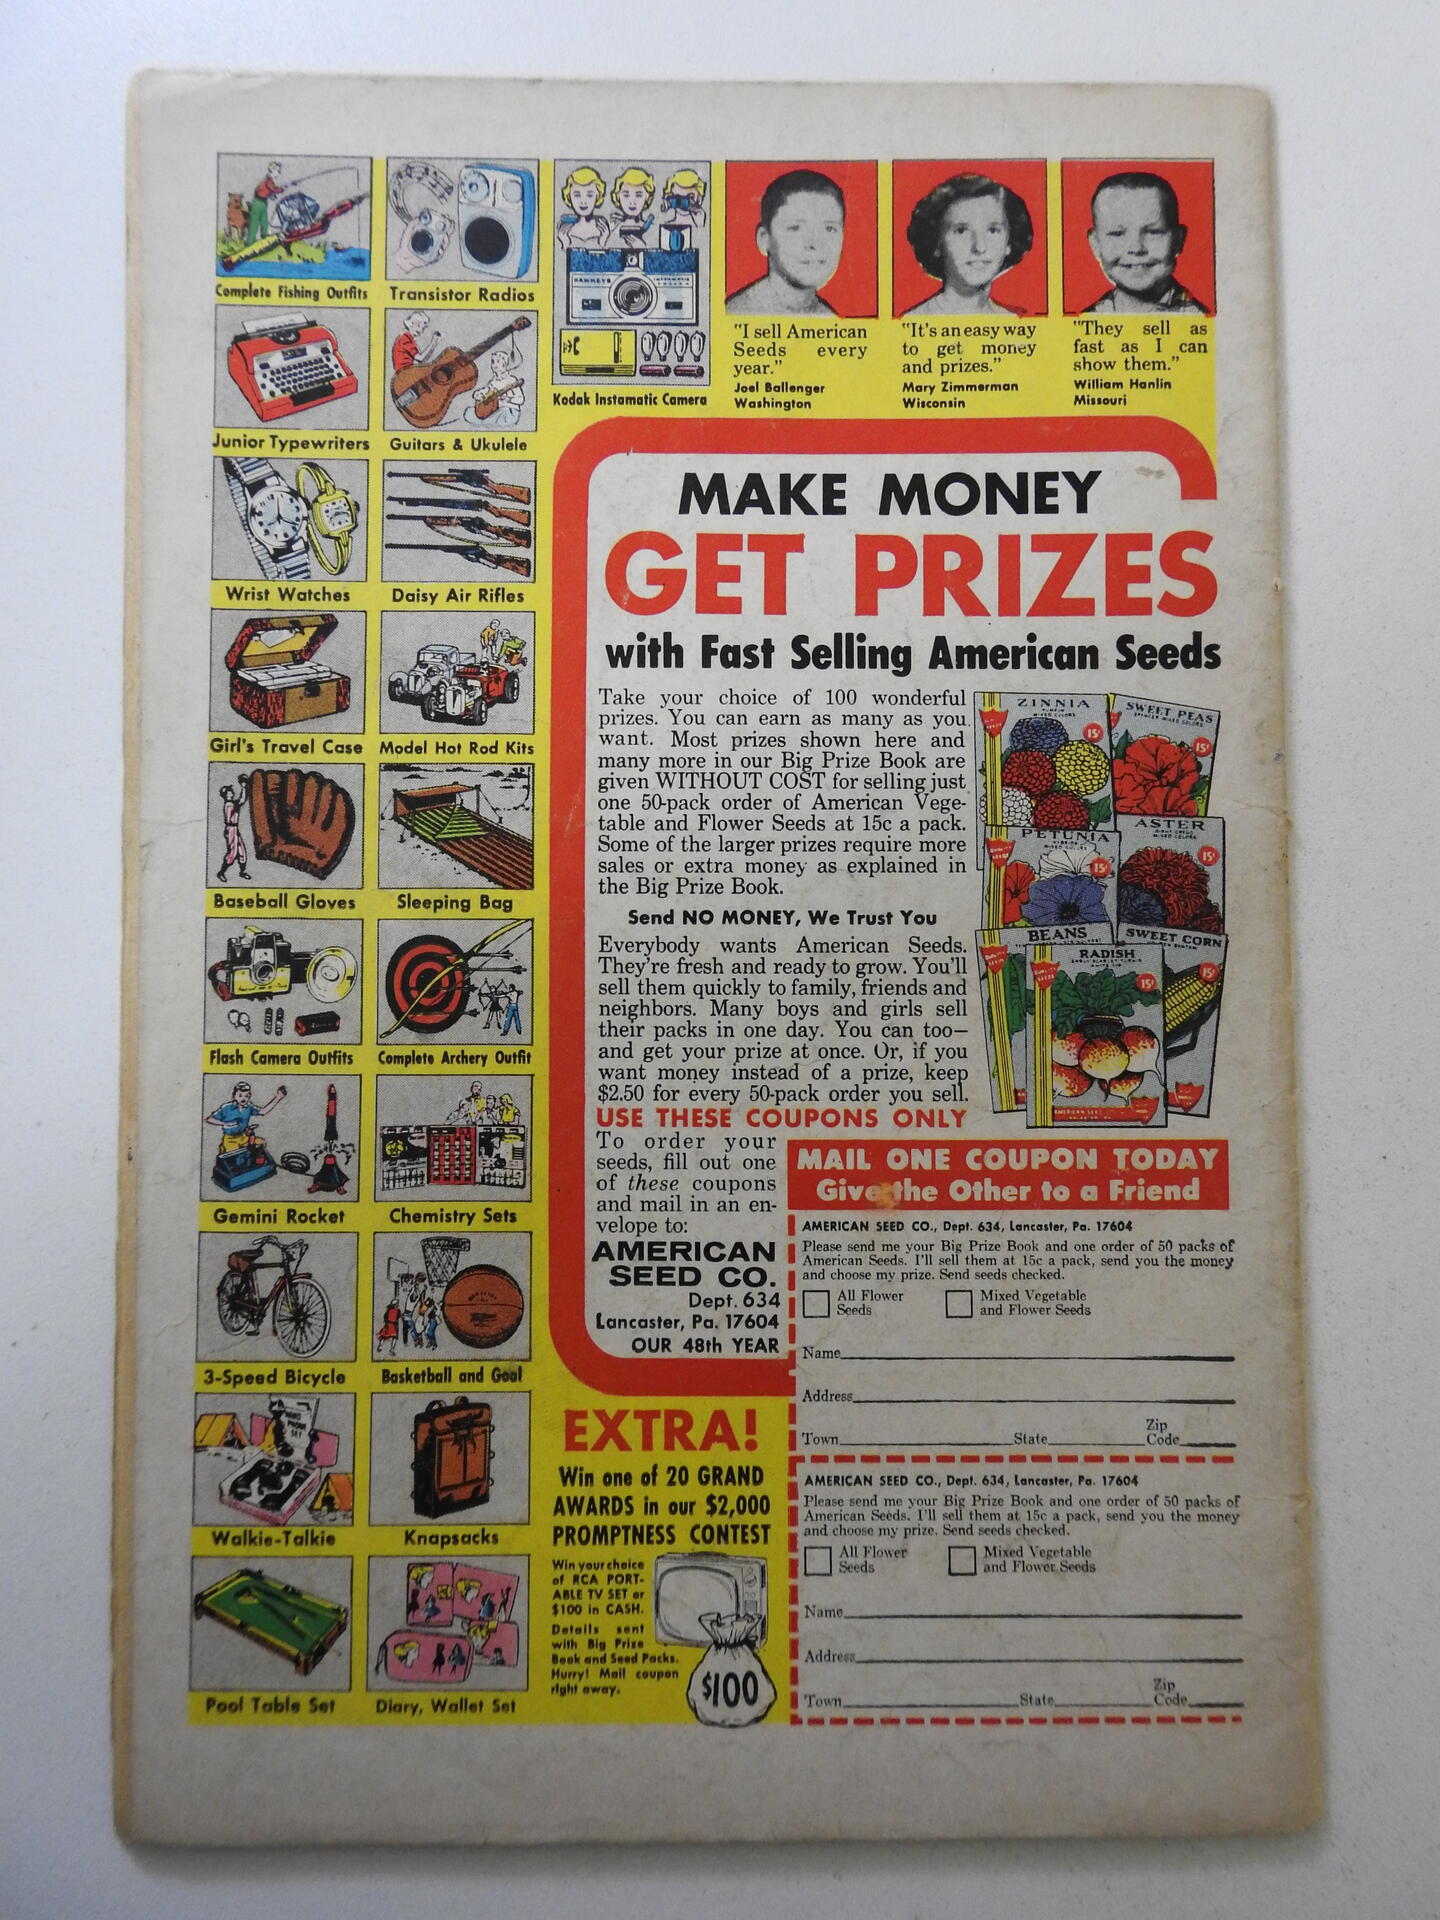 Complete Fishing Outfits
Transistor Radios
Junior Typewriters
Guitars & Ukulele
Wrist Watches
Daisy Air Rifles
Girl's Travel Case
Model Hot Rod Kits
Baseball Gloves
Sleeping Bag
Flash Camera Outfits
Complete Archery Outfit
Gemini Rocket
Chemistry Sets
3-Speed Bicycle
Basketball and Goal
Walkie-Talkie
Knapsacks
Pool Table Set
Diary, Wallet Set
HAWKEYE
Kodak Instamatic Camera
"I sell American
Seeds every
year."
Joel Ballenger
Washington
"It's an easy way
to get money
and prizes."
Mary Zimmerman
Wisconsin
"They sell as
fast as I can
show them."
William Hanlin
Missouri
MAKE MONEY
GET PRIZES
with Fast Selling American Seeds
Take your choice of 100 wonderful
prizes. You can earn as many as you
want. Most prizes shown here and
many more in our Big Prize Book are
given WITHOUT COST for selling just
one 50-pack order of American Vege-
table and Flower Seeds at 15c a pack.
Some of the larger prizes require more
sales or extra money as explained in
the Big Prize Book.
Send NO MONEY, We Trust You
Everybody wants American Seeds.
They're fresh and ready to grow. You'll
sell them quickly to family, friends and
neighbors. Many boys and girls sell
their packs in one day. You can too—
and get your prize at once. Or, if you
want money instead of a prize, keep
$2.50 for every 50-pack order you sell.
USE THESE COUPONS ONLY
To order your
seeds, fill out one
of these coupons
and mail in an en-
velope to:
AMERICAN
SEED CO.
Dept. 634
Lancaster, Pa. 17604
OUR 48th YEAR
ZINNIA
MIXED COLORS
15¢
SWEET PEAS
SPENCER MIXED COLORS
15¢
PETUNIA
MIXED COLORS
15¢
ASTER
MIXED COLORS
15¢
BEANS
SWEET CORN
15¢
RADISH
15¢
AMERICAN SEED
MAIL ONE COUPON TODAY
Give the Other to a Friend
AMERICAN SEED CO., Dept. 634, Lancaster, Pa. 17604
Please send me your Big Prize Book and one order of 50 packs of
American Seeds. I'll sell them at 15c a pack, send you the money
and choose my prize. Send seeds checked.
All Flower
Seeds
Mixed Vegetable
and Flower Seeds
Name
Address
Town State Zip
Code
AMERICAN SEED CO., Dept. 634, Lancaster, Pa. 17604
Please send me your Big Prize Book and one order of 50 packs of
American Seeds. I'll sell them at 15c a pack, send you the money
and choose my prize. Send seeds checked.
All Flower
Seeds
Mixed Vegetable
and Flower Seeds
Name
Address
Town State Zip
Code
EXTRA!
Win one of 20 GRAND
AWARDS in our $2,000
PROMPTNESS CONTEST
Win your choice
of RCA PORT-
ABLE TV SET or
$100 in CASH.
Details sent
with Big Prize
Book and Seed Packs.
Hurry! Mail coupon
right away.
$100